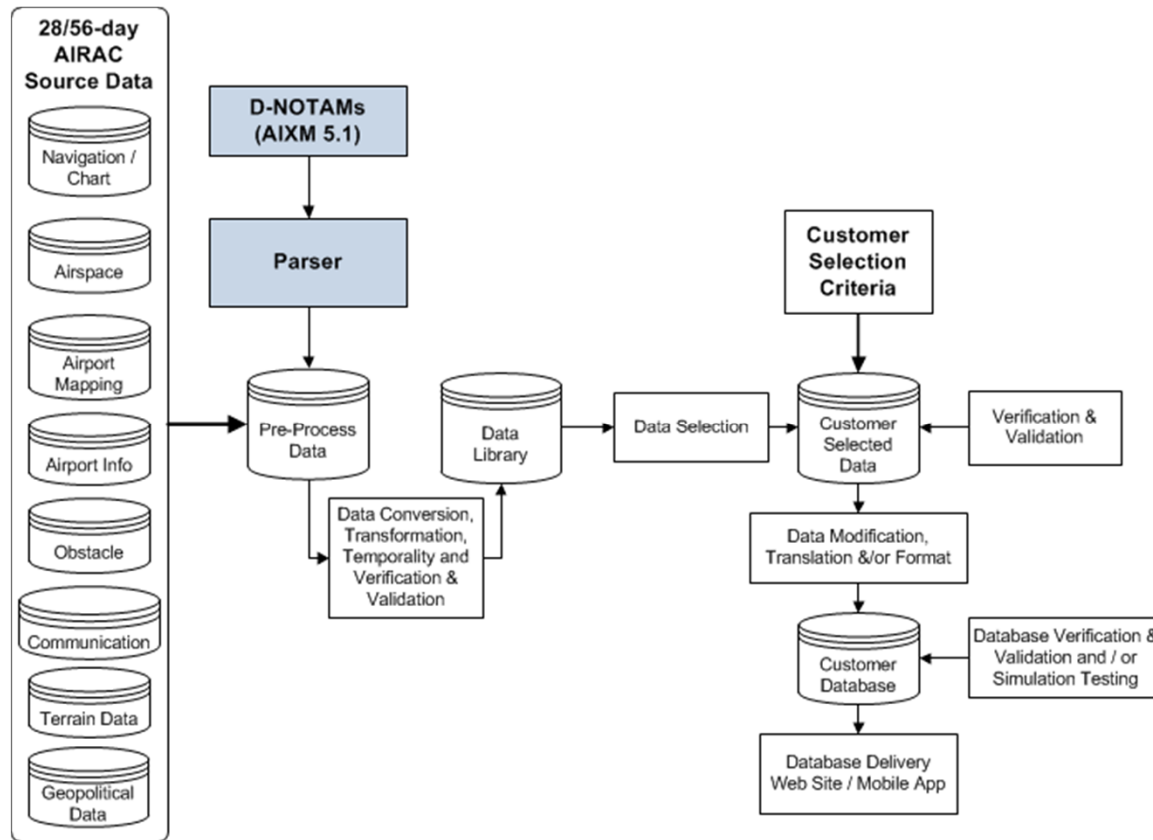 28/56-day
AIRAC
Source Data
Navigation /
Chart
Airspace
Airport
Mapping
Airport Info
Obstacle
Communication
Terrain Data
Geopolitical
Data
D-NOTAMs
(AIXM 5.1)
Parser
Pre-Process
Data
Data Conversion,
Transformation,
Temporality and
Verification &
Validation
Data
Library
Data Selection
Customer
Selection
Criteria
Customer
Selected
Data
Verification &
Validation
Data Modification,
Translation &/or Format
Customer
Database
Database Verification &
Validation and / or
Simulation Testing
Database Delivery
Web Site / Mobile App